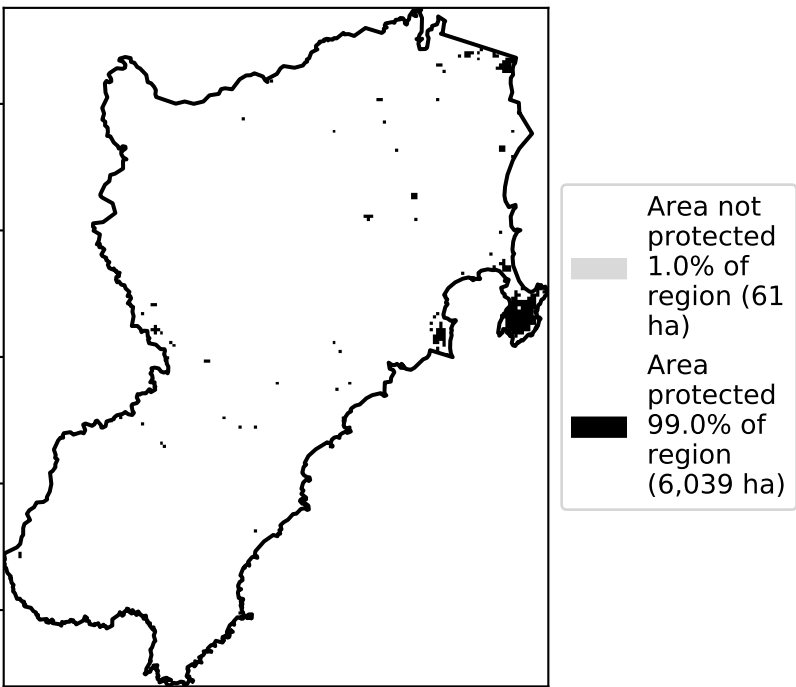 Area not
protected
1.0% of
region (61
ha)
Area
protected
99.0% of
region
(6,039 ha)